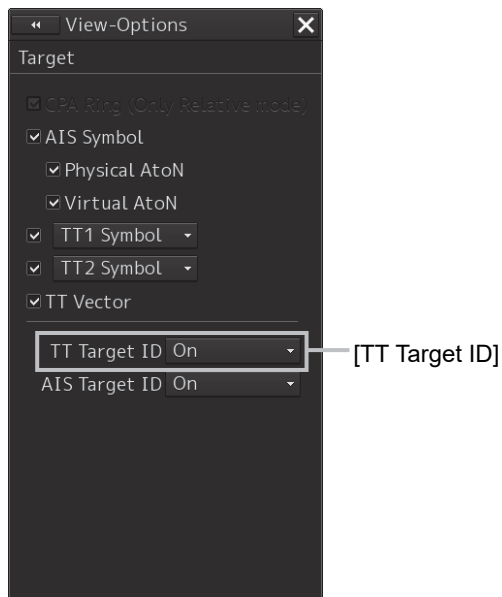 View-Options
Target
CPA Ring (Only Relative mode)
AIS Symbol
Physical AtoN
Virtual AtoN
TT1 Symbol
TT2 Symbol
TT Vector
TT Target ID On
[TT Target ID]
AIS Target ID On